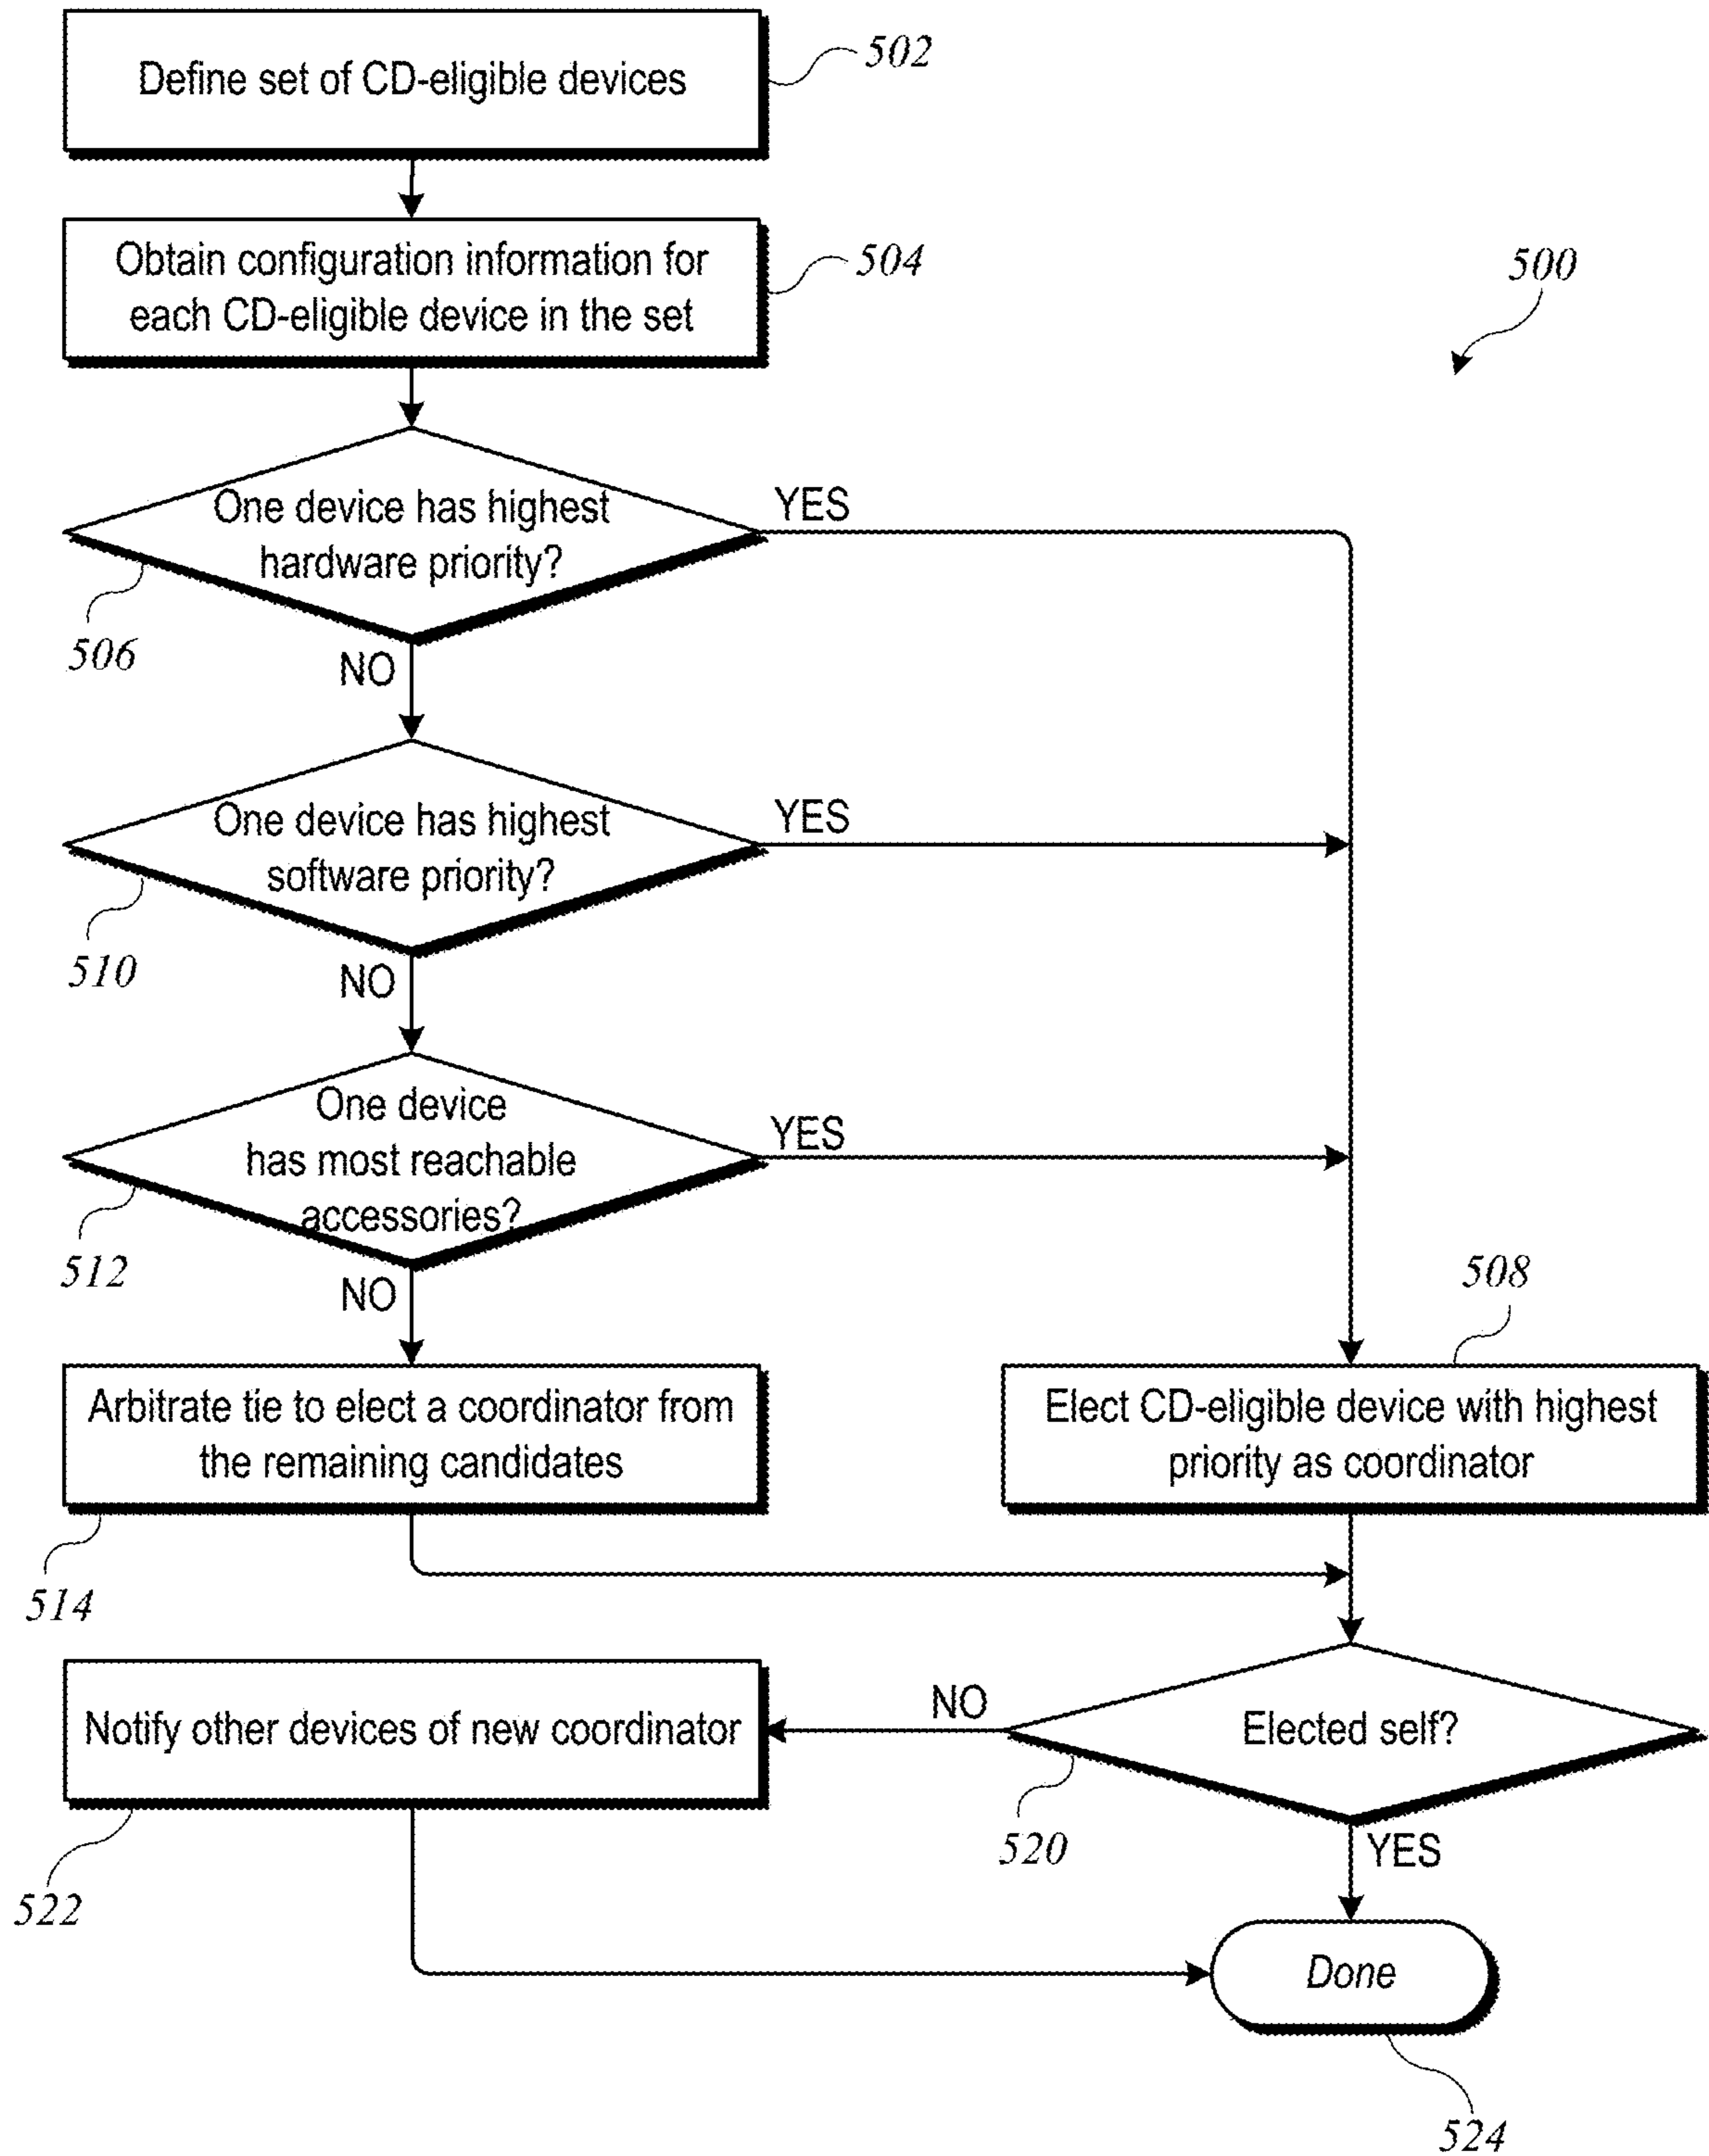 Define set of CD-eligible devices
502
Obtain configuration information for
each CD-eligible device in the set
504
500
One device has highest
hardware priority?
YES
506
NO
One device has highest
software priority?
YES
510
NO
One device
has most reachable
accessories?
YES
512
NO
508
Arbitrate tie to elect a coordinator from
the remaining candidates
514
Elect CD-eligible device with highest
priority as coordinator
Notify other devices of new coordinator
NO
Elected self?
522
520
YES
Done
524